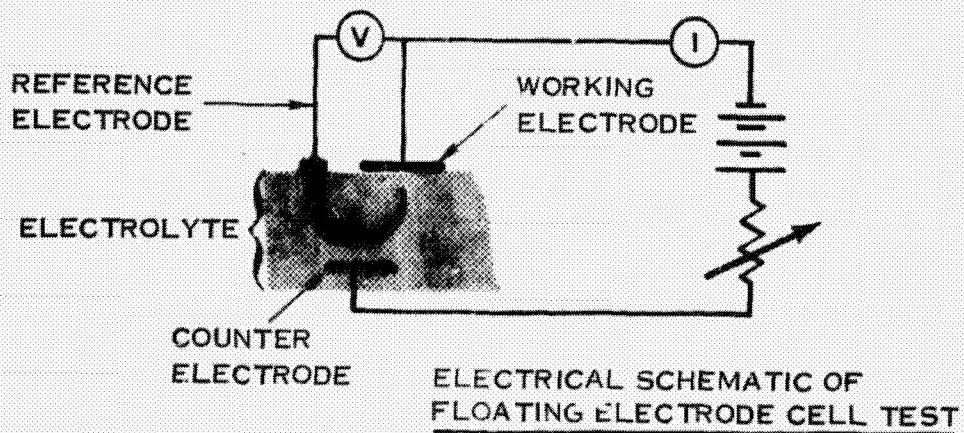 V
I
REFERENCE
ELECTRODE
WORKING
ELECTRODE
ELECTROLYTE
COUNTER
ELECTRODE
ELECTRICAL SCHEMATIC OF
FLOATING ELECTRODE CELL TEST